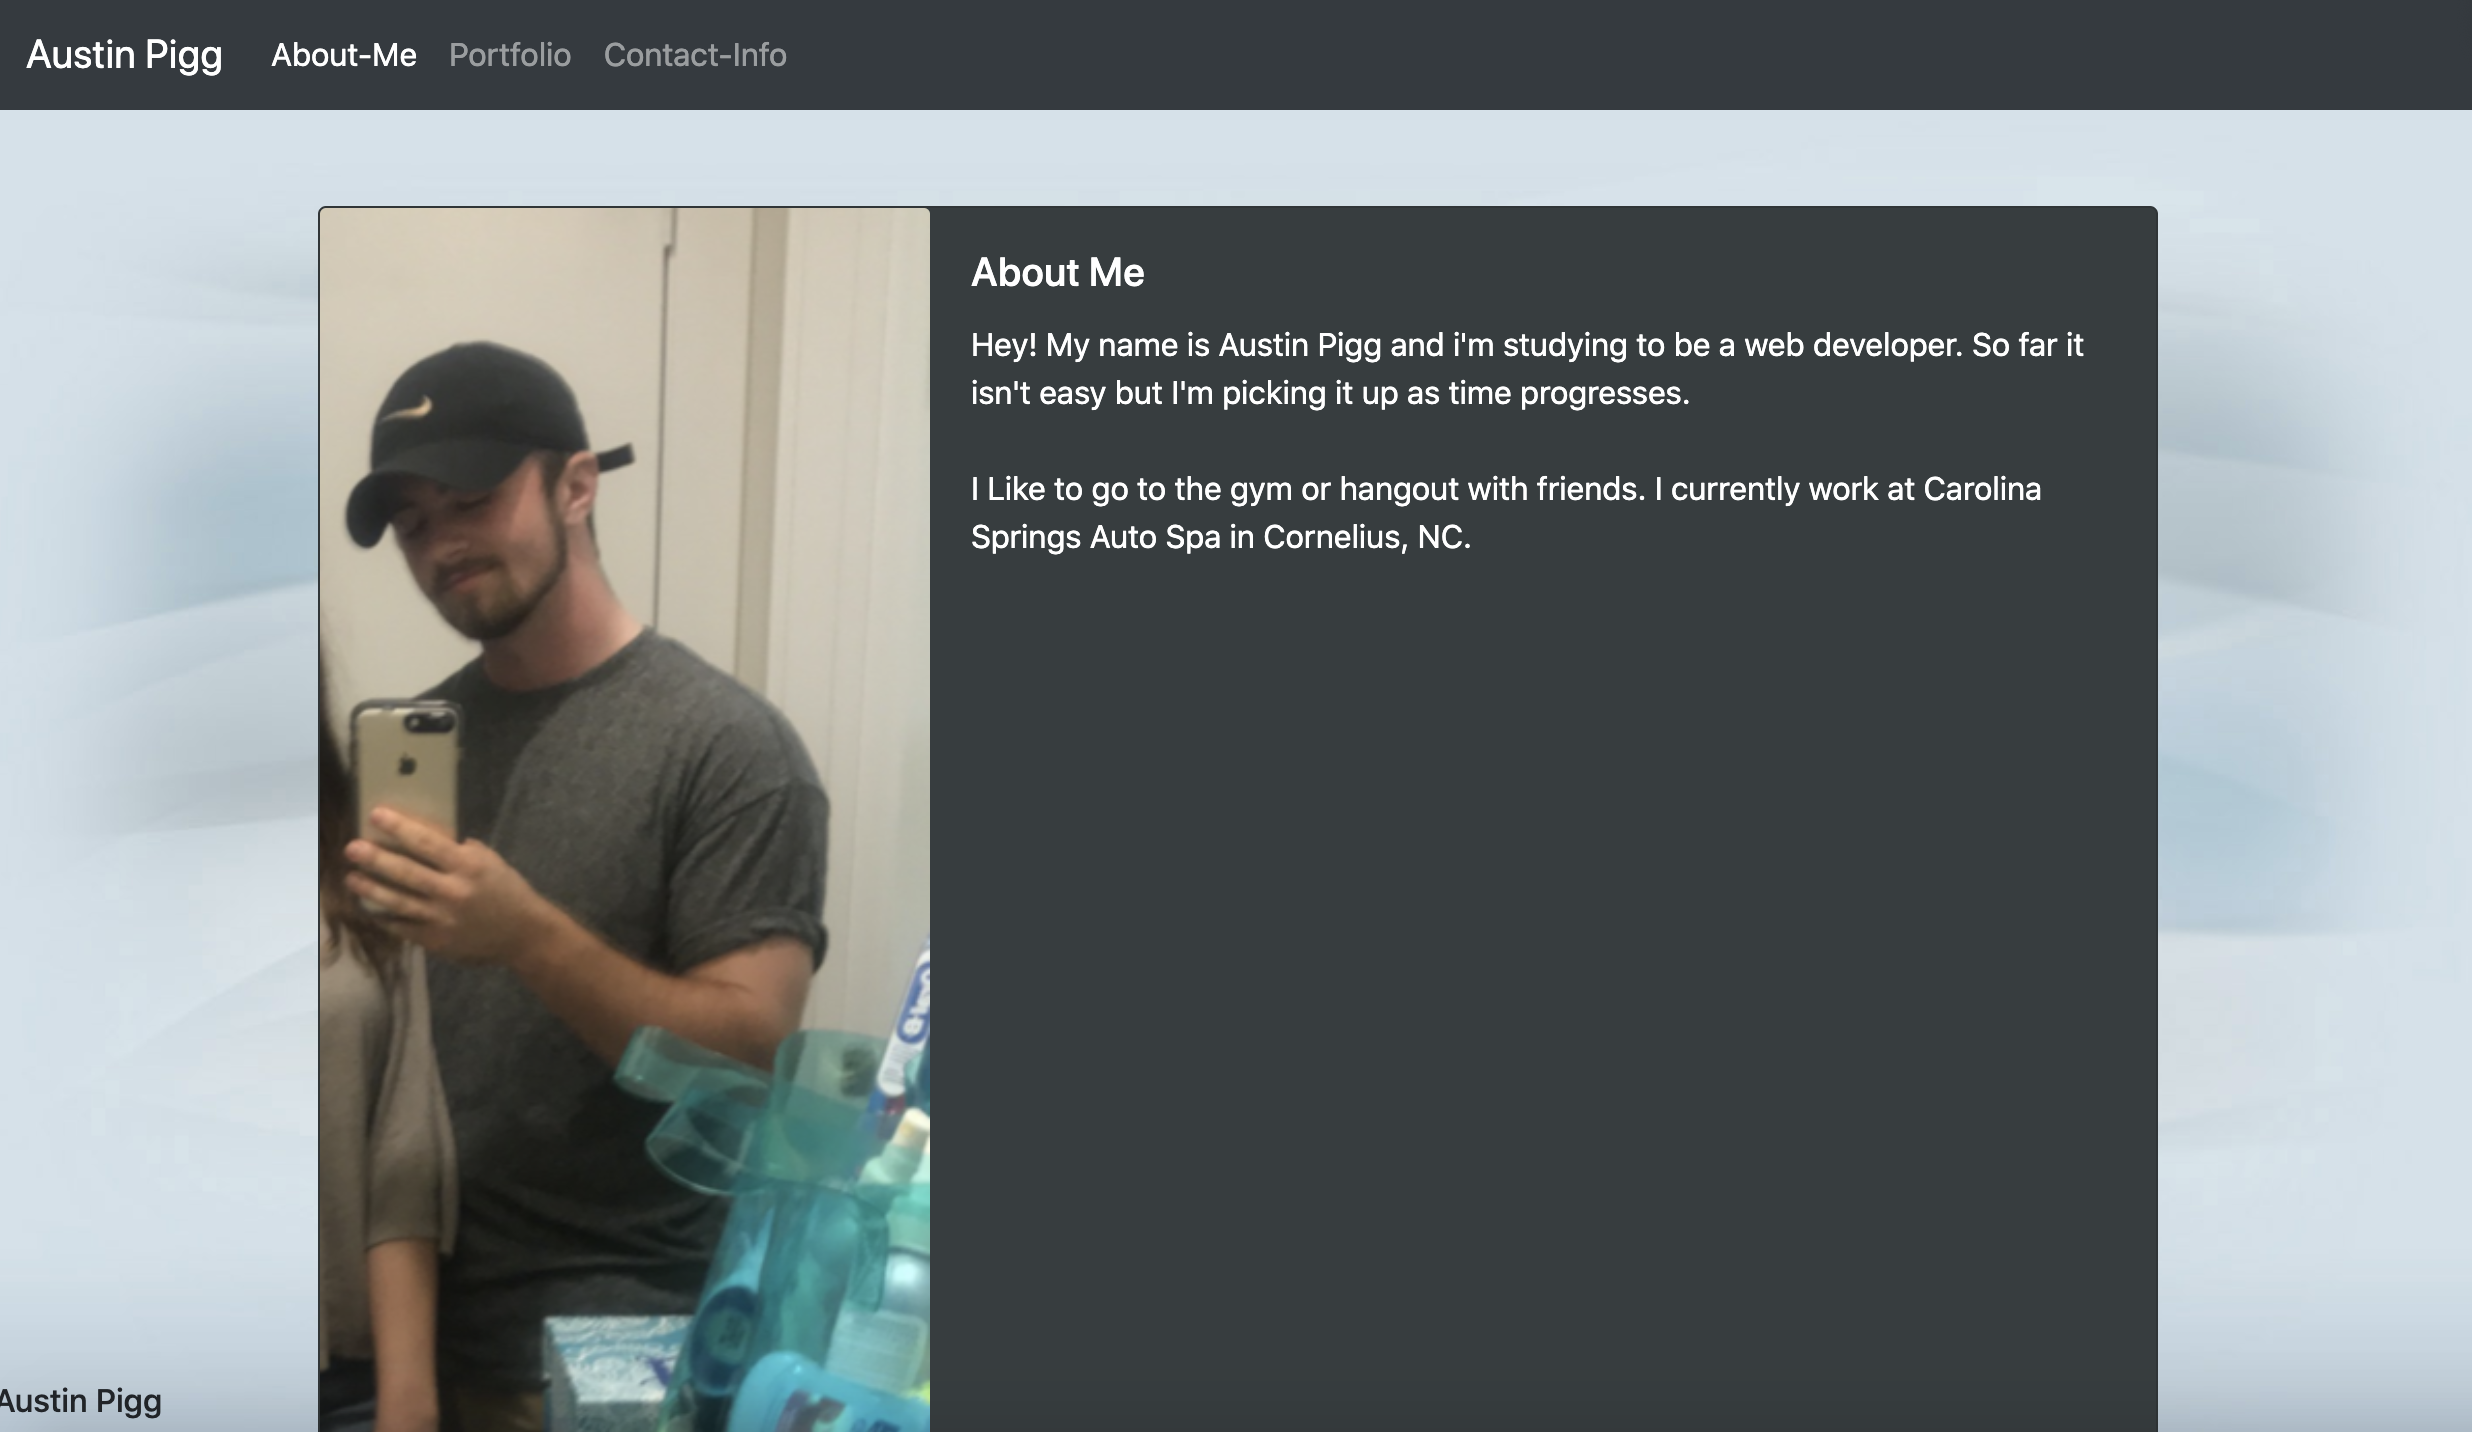 Austin Pigg About-Me Portfolio Contact-Info
About Me
Hey! My name is Austin Pigg and i'm studying to be a web developer. So far it
isn't easy but I'm picking it up as time progresses.
I Like to go to the gym or hangout with friends. I currently work at Carolina
Springs Auto Spa in Cornelius, NC.
Austin Pigg